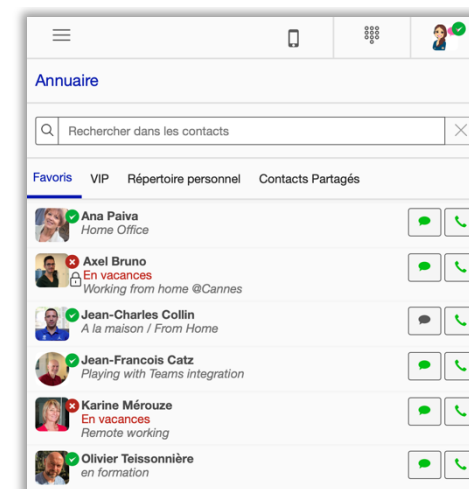 Annuaire
Rechercher dans les contacts
Favoris VIP Répertoire personnel Contacts Partagés
Ana Paiva
Home Office
Axel Bruno
En vacances
Working from home @Cannes
Jean-Charles Collin
A la maison / From Home
Jean-Francois Catz
Playing with Teams integration
Karine Mérouze
En vacances
Remote working
Olivier Teissonnière
en formation